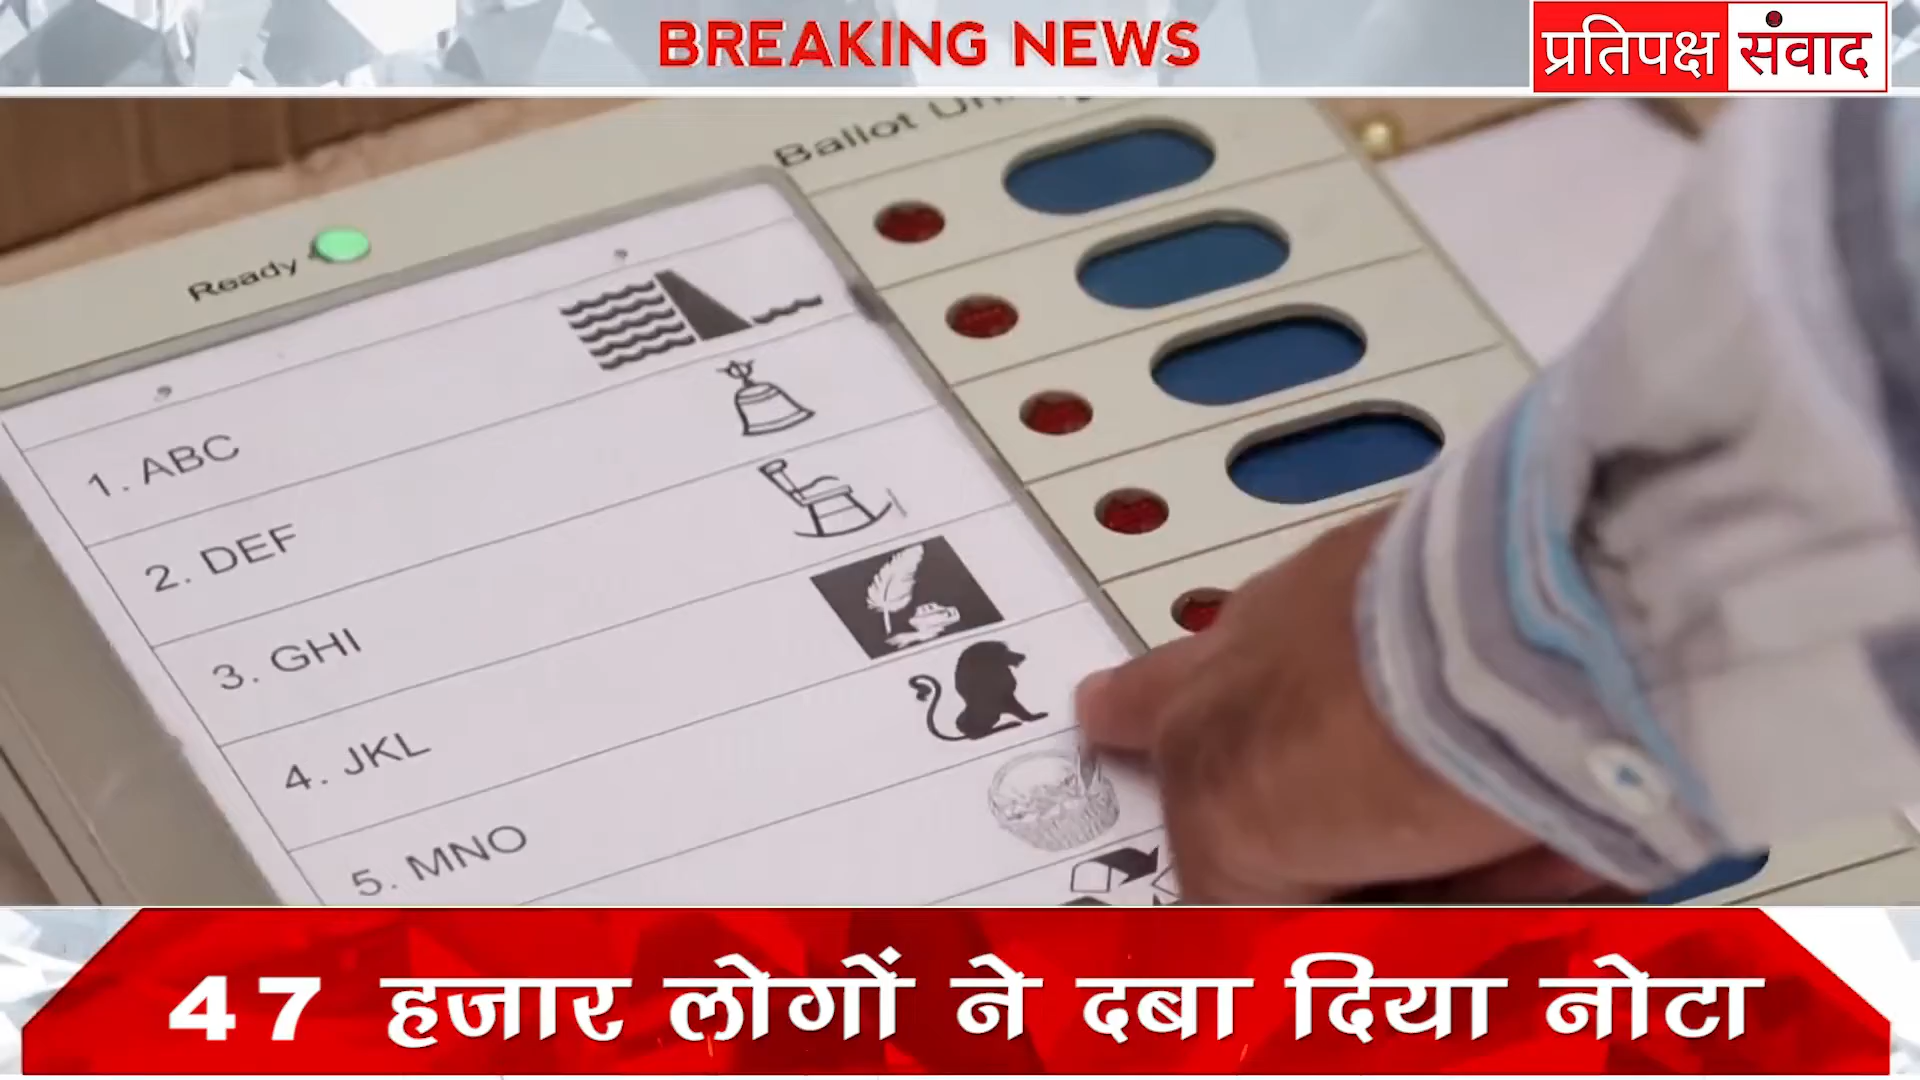 BREAKING NEWS
प्रतिपक्ष संवाद
Ballot
Ready
1. ABC
2. DEF
3. GHI
4. JKL
5. MNO
47 हजार लोगों ने दबा दिया नोटा